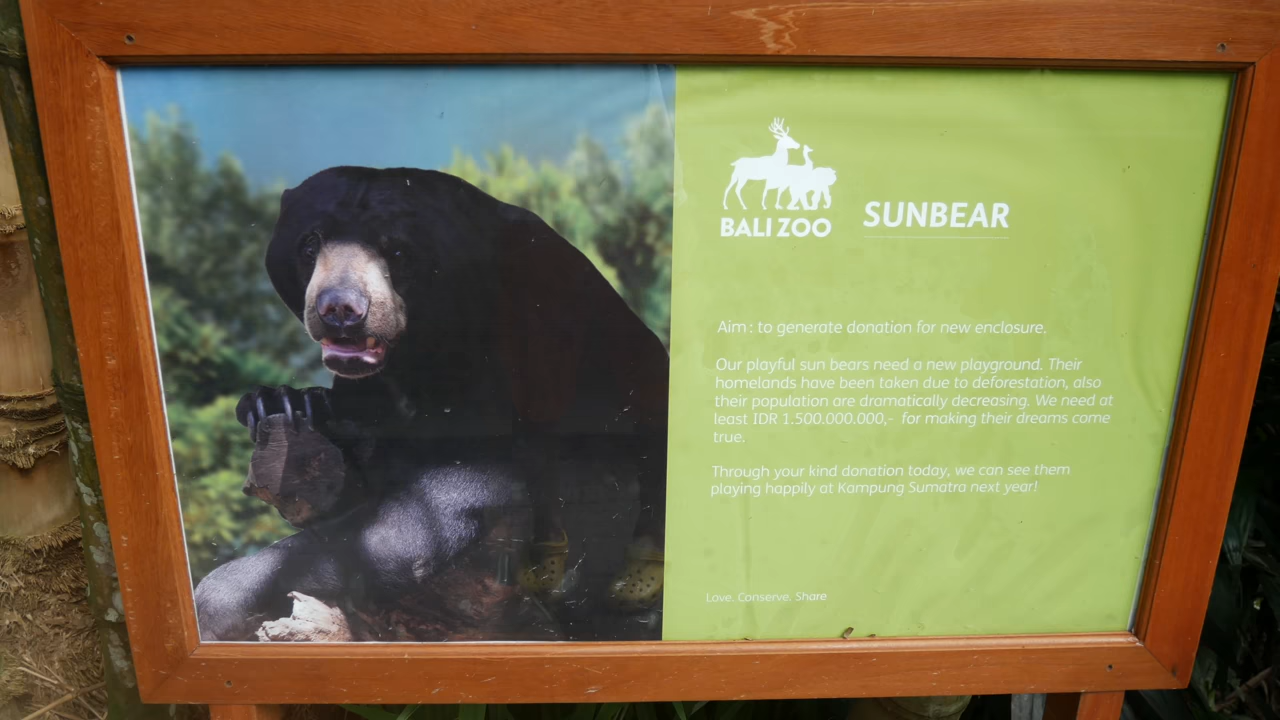 BALI ZOO
SUNBEAR
Aim : to generate donation for new enclosure.
Our playful sun bears need a new playground. Their
homelands have been taken due to deforestation, also
their population are dramatically decreasing. We need at
least IDR 1.500.000.000,- for making their dreams come
true.
Through your kind donation today, we can see them
playing happily at Kampung Sumatra next year!
Love. Conserve. Share